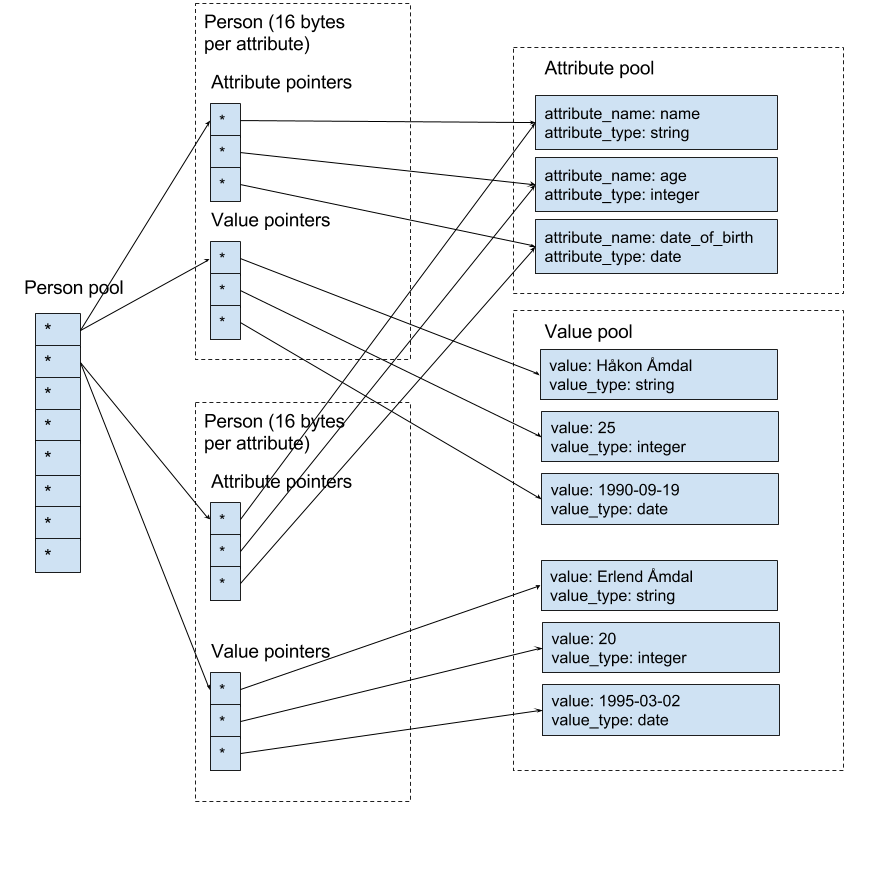 Person pool
*
*
*
*
*
*
*
*
Person (16 bytes
per attribute)
Attribute pointers
*
*
*
Value pointers
*
*
*
Person (16 bytes
per attribute)
Attribute pointers
*
*
*
Value pointers
*
*
*
Attribute pool
attribute_name: name
attribute_type: string
attribute_name: age
attribute_type: integer
attribute_name: date_of_birth
attribute_type: date
Value pool
value: Håkon Åmdal
value_type: string
value: 25
value_type: integer
value: 1990-09-19
value_type: date
value: Erlend Åmdal
value_type: string
value: 20
value_type: integer
value: 1995-03-02
value_type: date